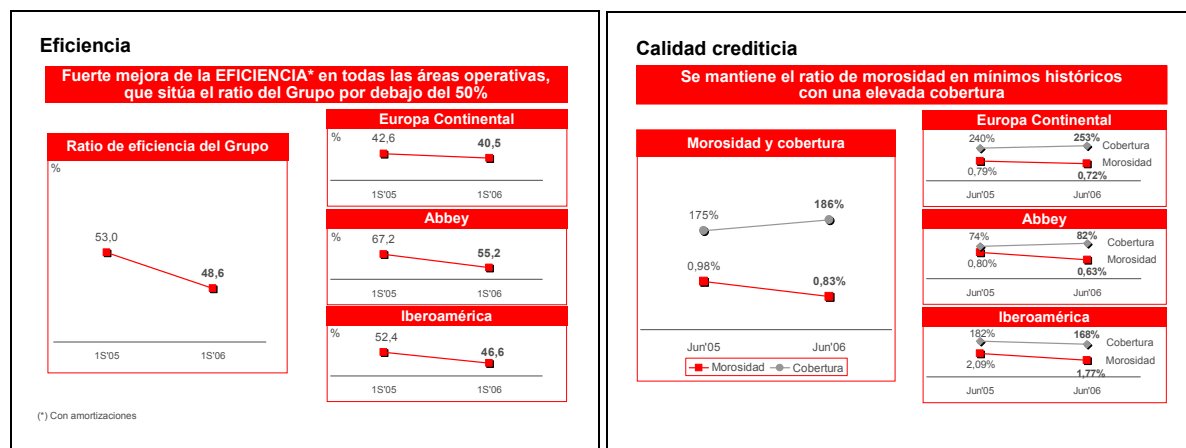 Eficiencia
Fuerte mejora de la EFICIENCIA* en todas las áreas operativas,
que sitúa el ratio del Grupo por debajo del 50%
Ratio de eficiencia del Grupo
%
53,0
48,6
1S'05 1S'06
Europa Continental
%
42,6
40,5
1S'05 1S'06
Abbey
%
67,2
55,2
1S'05 1S'06
Iberoamérica
%
52,4
46,6
1S'05 1S'06
(*) Con amortizaciones
Calidad crediticia
Se mantiene el ratio de morosidad en mínimos históricos
con una elevada cobertura
Morosidad y cobertura
186%
175%
0,98%
0,83%
Jun'05 Jun'06
Morosidad Cobertura
Europa Continental
240% 253%
Cobertura
Morosidad
0,79% 0,72%
Jun'05 Jun'06
Abbey
74% 82%
Cobertura
Morosidad
0,80% 0,63%
Jun'05 Jun'06
Iberoamérica
182% 168%
Cobertura
Morosidad
2,09% 1,77%
Jun'05 Jun'06